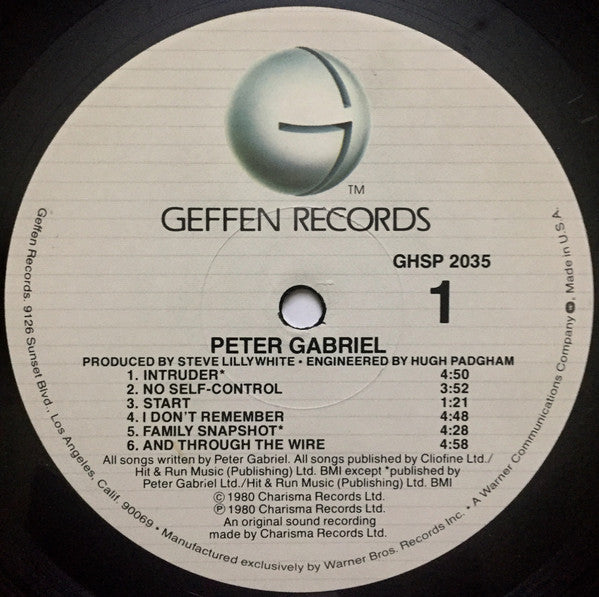 G
TM
GEFFEN RECORDS
GHSP 2035
1
PETER GABRIEL
PRODUCED BY STEVE LILLYWHITE • ENGINEERED BY HUGH PADGHAM
1. INTRUDER* 4:50
2. NO SELF-CONTROL 3:52
3. START 1:21
4. I DON'T REMEMBER 4:48
5. FAMILY SNAPSHOT* 4:28
6. AND THROUGH THE WIRE 4:58
All songs written by Peter Gabriel. All songs published by Cliofine Ltd./
Hit & Run Music (Publishing) Ltd. BMI except *published by
Peter Gabriel Ltd./Hit & Run Music (Publishing) Ltd. BMI
© 1980 Charisma Records Ltd.
℗ 1980 Charisma Records Ltd.
An original sound recording
made by Charisma Records Ltd.
Geffen Records. 9126 Sunset Blvd., Los Angeles, Calif. 90069 • Manufactured exclusively by Warner Bros. Records Inc. • A Warner Communications Company, Made in U.S.A.